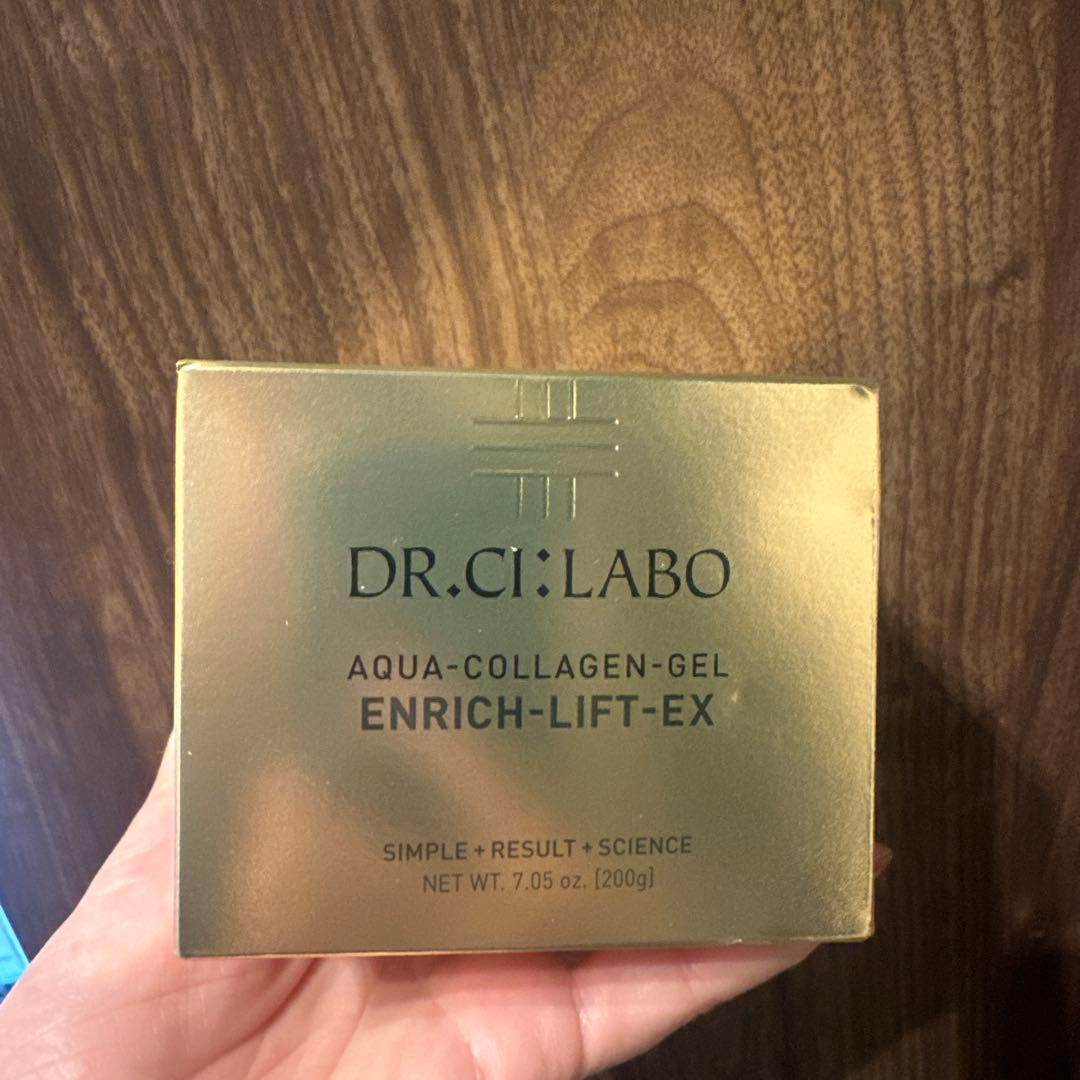 DR.CI:LABO
AQUA-COLLAGEN-GEL
ENRICH-LIFT-EX
SIMPLE + RESULT + SCIENCE
NET WT. 7.05 oz. [200g]